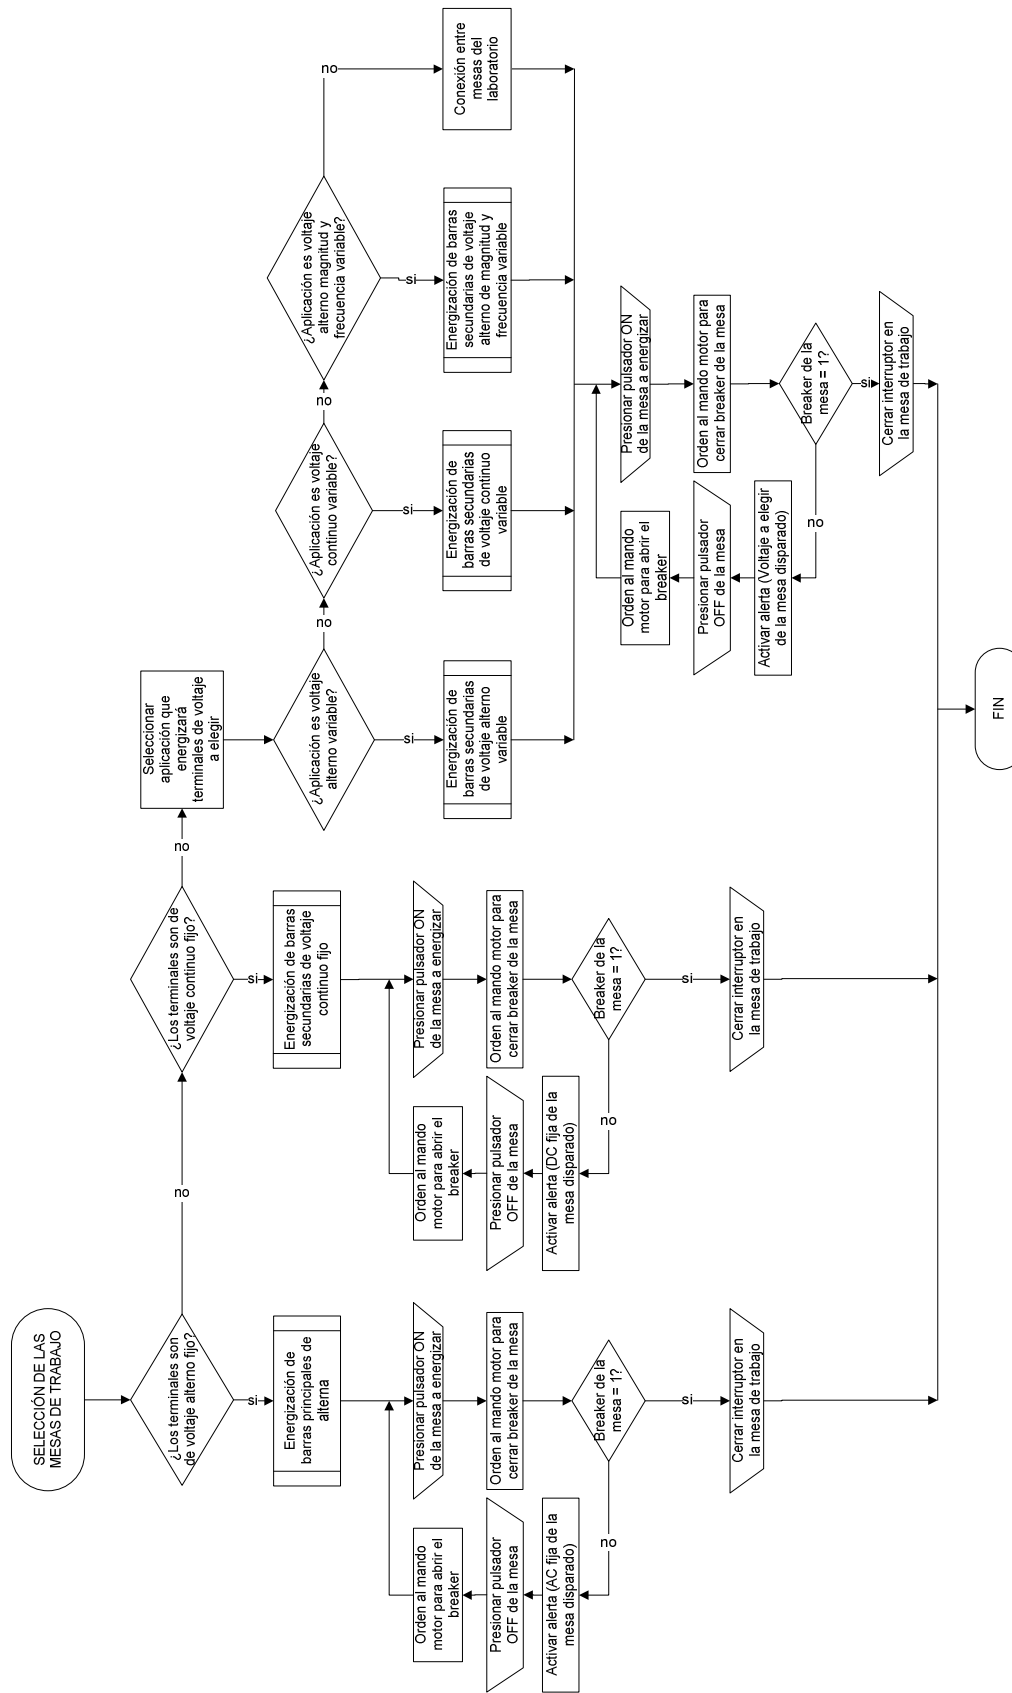 SELECCIÓN DE LAS
MESAS DE TRABAJO
¿Los terminales son
de voltaje alterno fijo?
si
no
Energización de
barras principales de
alterna
Presionar pulsador ON
de la mesa a energizar
Orden al mando motor para
cerrar breaker de la mesa
Breaker de la
mesa = 1?
si
no
Activar alerta (AC fija de la
mesa disparado)
Presionar pulsador
OFF de la mesa
Orden al mando
motor para abrir el
breaker
Cerrar interruptor en
la mesa de trabajo
¿Los terminales son de
voltaje continuo fijo?
si
no
Energización de barras
secundarias de voltaje
continuo fijo
Presionar pulsador ON
de la mesa a energizar
Orden al mando motor para
cerrar breaker de la mesa
Breaker de la
mesa = 1?
si
no
Activar alerta (DC fija de la
mesa disparado)
Presionar pulsador
OFF de la mesa
Orden al mando
motor para abrir el
breaker
Cerrar interruptor en
la mesa de trabajo
Seleccionar
aplicación que
energizará
terminales de voltaje
a elegir
¿Aplicación es voltaje
alterno variable?
si
no
Energización de
barras secundarias
de voltaje alterno
variable
¿Aplicación es voltaje
continuo variable?
si
no
Energización de
barras secundarias
de voltaje continuo
variable
¿Aplicación es voltaje
alterno magnitud y
frecuencia variable?
si
no
Energización de barras
secundarias de voltaje
alterno de magnitud y
frecuencia variable
Conexión entre
mesas del
laboratorio
Presionar pulsador ON
de la mesa a energizar
Orden al mando motor para
cerrar breaker de la mesa
Breaker de la
mesa = 1?
si
no
Activar alerta (Voltaje a elegir
de la mesa disparado)
Presionar pulsador
OFF de la mesa
Orden al mando
motor para abrir el
breaker
Cerrar interruptor en
la mesa de trabajo
FIN